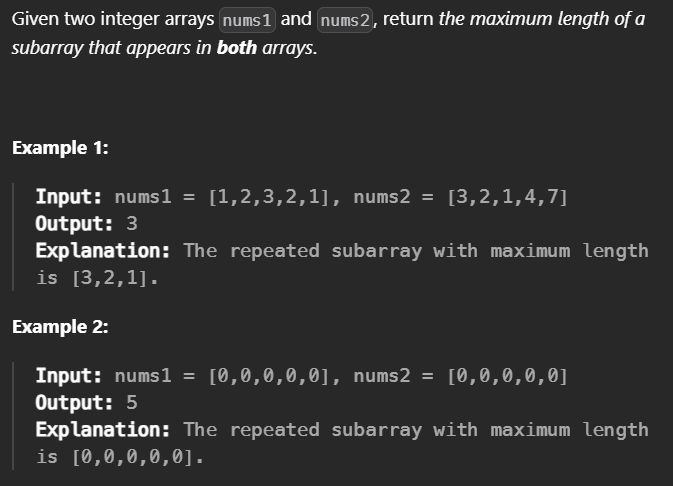 Given two integer arrays nums1 and nums2, return the maximum length of a
subarray that appears in both arrays.
Example 1:
Input: nums1 = [1,2,3,2,1], nums2 = [3,2,1,4,7]
Output: 3
Explanation: The repeated subarray with maximum length
is [3,2,1].
Example 2:
Input: nums1 = [0,0,0,0,0], nums2 = [0,0,0,0,0]
Output: 5
Explanation: The repeated subarray with maximum length
is [0,0,0,0,0].